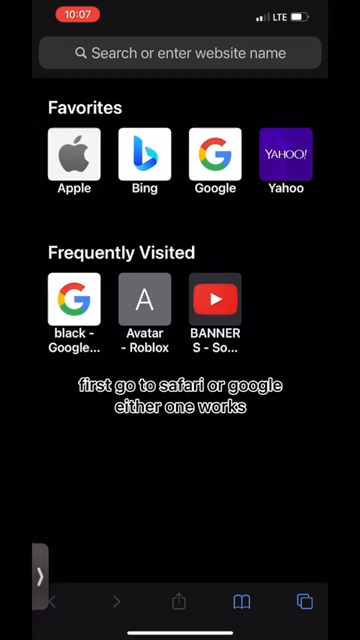 10:07
LTE
Search or enter website name
Favorites
YAHOO!
Apple
Bing
Google
Yahoo
Frequently Visited
A
black -
Google...
Avatar
- Roblox
BANNER
S - So...
first go to safari or google
either one works